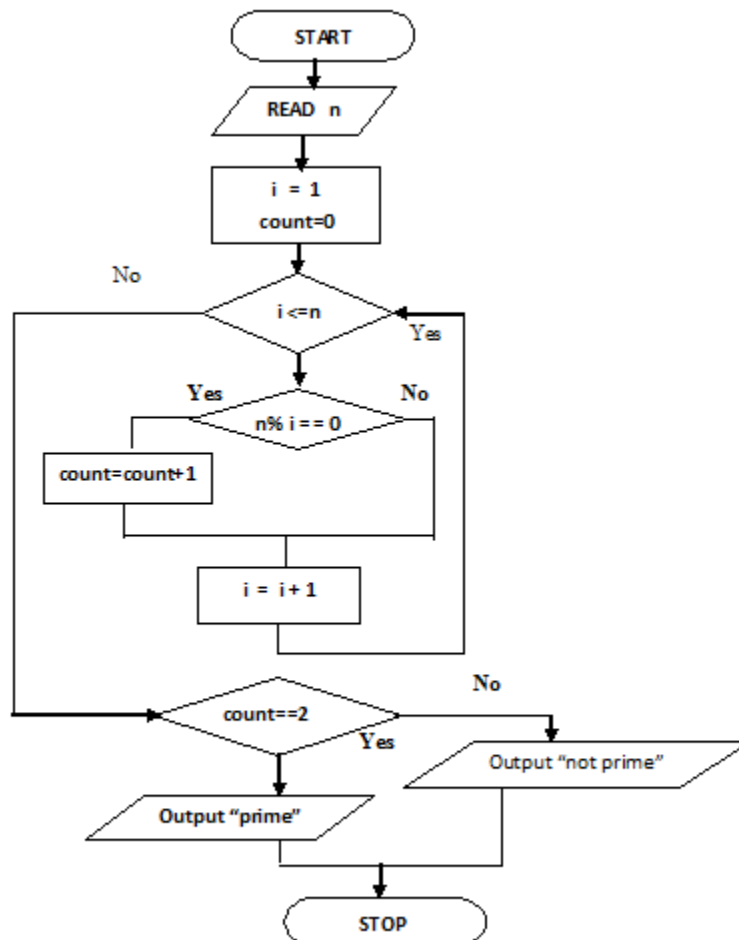 START
READ n
i = 1
count=0
No
i <=n
Yes
Yes
No
n% i == 0
count=count+1
i = i + 1
No
count==2
Yes
Output “not prime”
Output “prime”
STOP